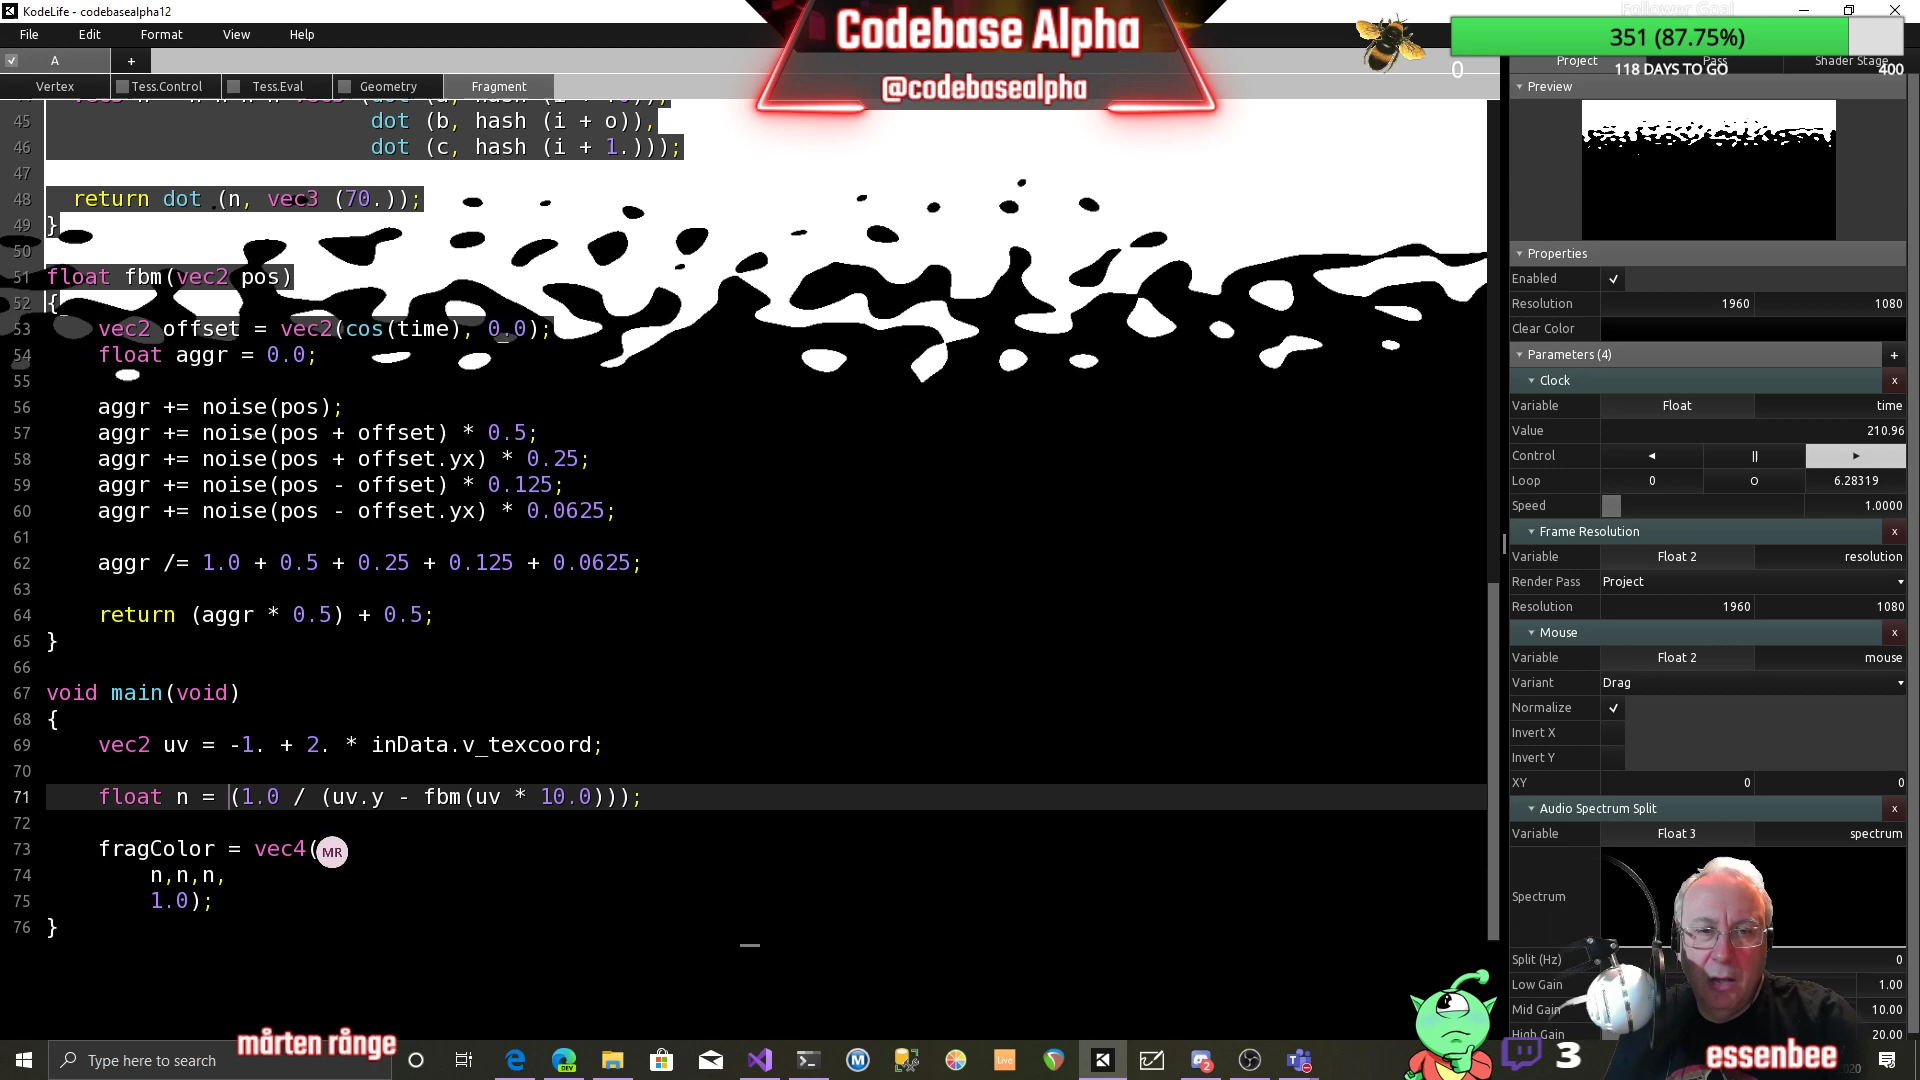 KodeLife - codebasealpha12
File Edit Format View Help
A
+
Vertex Tess.Control Tess.Eval Geometry Fragment
Codebase Alpha
@codebasealpha
Follower Goal
351 (87.75%)
0
118 DAYS TO GO
400
Project Pass Shader Stage
45 dot (b, hash (i + o)),
46 dot (c, hash (i + 1.)));
47
48 return dot (n, vec3 (70.));
49 }
50
51 float fbm(vec2 pos)
52 {
53 vec2 offset = vec2(cos(time), 0.0);
54 float aggr = 0.0;
55
56 aggr += noise(pos);
57 aggr += noise(pos + offset) * 0.5;
58 aggr += noise(pos + offset.yx) * 0.25;
59 aggr += noise(pos - offset) * 0.125;
60 aggr += noise(pos - offset.yx) * 0.0625;
61
62 aggr /= 1.0 + 0.5 + 0.25 + 0.125 + 0.0625;
63
64 return (aggr * 0.5) + 0.5;
65 }
66
67 void main(void)
68 {
69 vec2 uv = -1. + 2. * inData.v_texcoord;
70
71 float n = (1.0 / (uv.y - fbm(uv * 10.0)));
72
73 fragColor = vec4(
MR
74 n,n,n,
75 1.0);
76 }
Preview
Properties
Enabled
Resolution 1960 1080
Clear Color
Parameters (4) +
Clock x
Variable Float time
Value 210.96
Control
Loop 0 O 6.28319
Speed 1.0000
Frame Resolution x
Variable Float 2 resolution
Render Pass Project
Resolution 1960 1080
Mouse x
Variable Float 2 mouse
Variant Drag
Normalize
Invert X
Invert Y
XY 0 0
Audio Spectrum Split x
Variable Float 3 spectrum
Spectrum
Split (Hz) 0
Low Gain 1.00
Mid Gain 10.00
High Gain 20.00
Type here to search
mårten rånge
DEV
live
2
3
essenbee